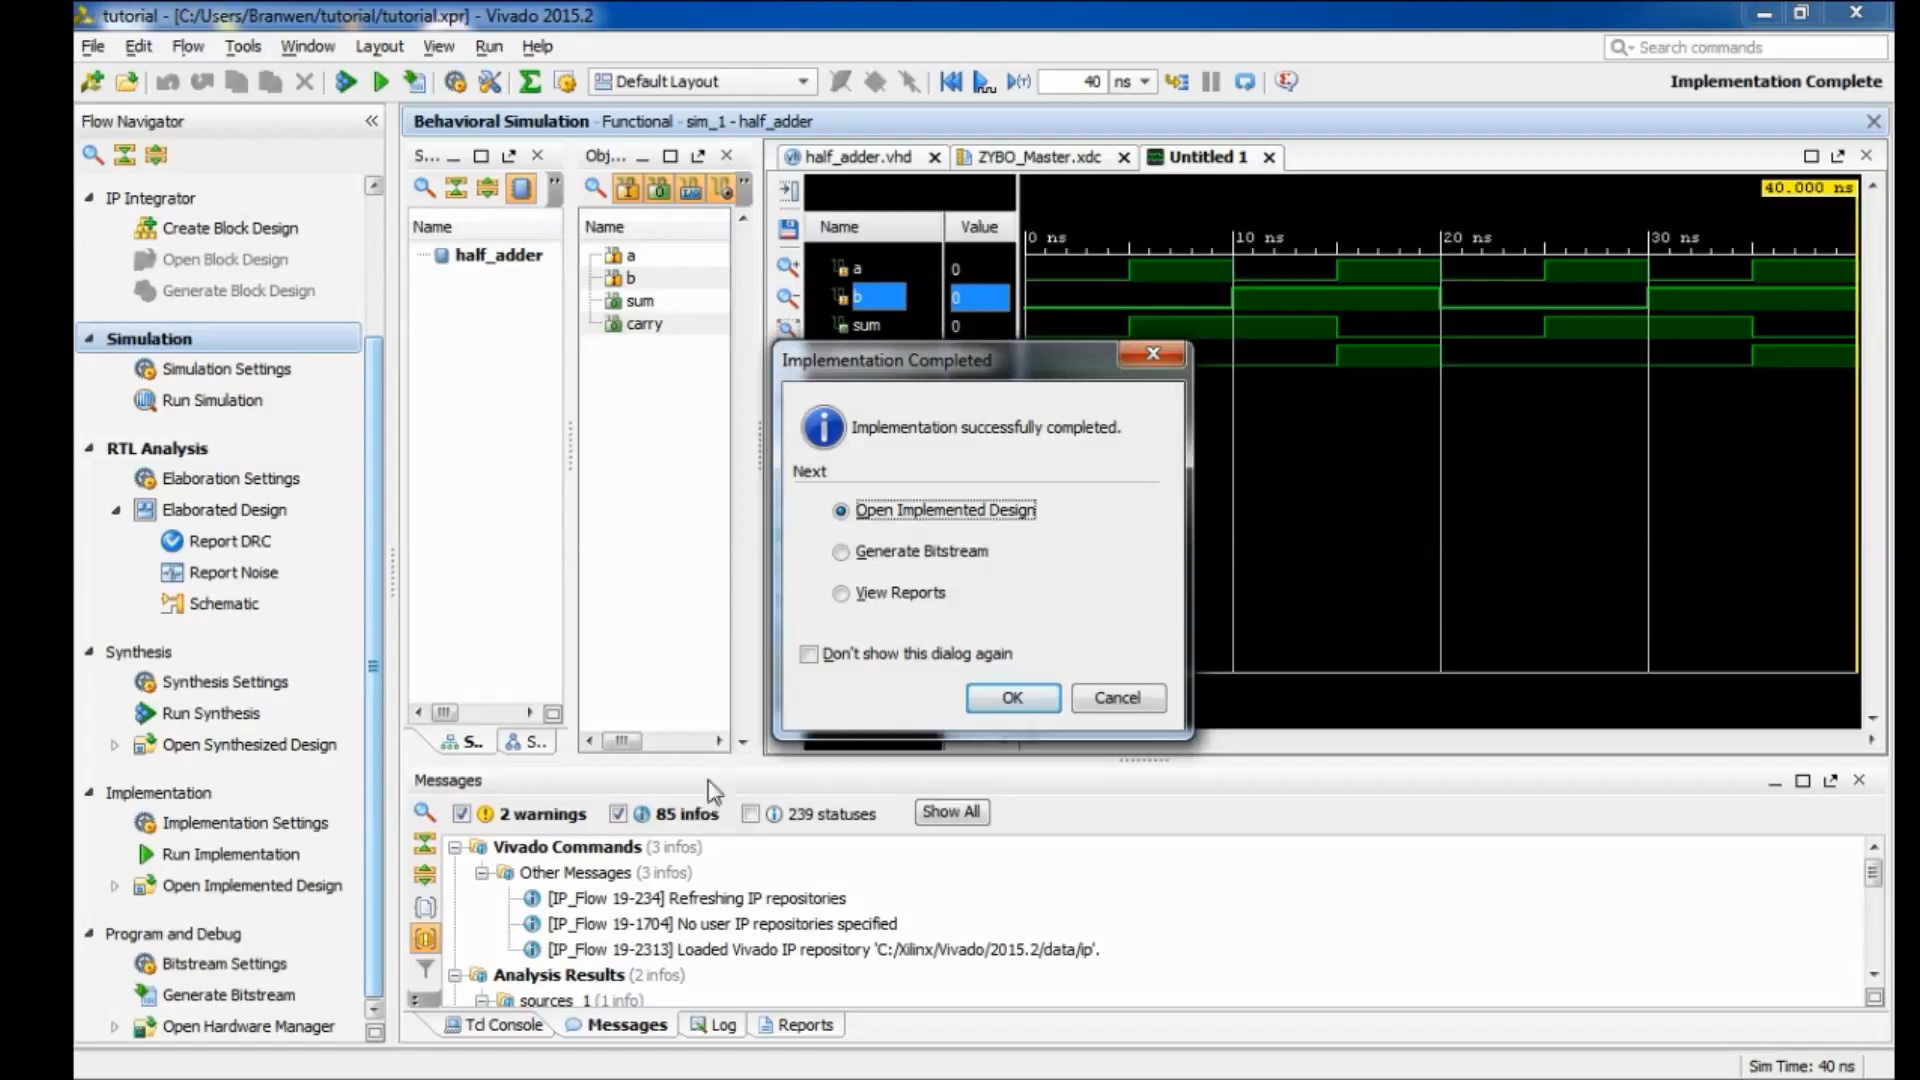 tutorial - [C:/Users/Branwen/tutorial/tutorial.xpr] - Vivado 2015.2
File Edit Flow Tools Window Layout View Run Help
Search commands
Default Layout
40 ns
Implementation Complete
Flow Navigator
IP Integrator
Create Block Design
Open Block Design
Generate Block Design
Simulation
Simulation Settings
Run Simulation
RTL Analysis
Elaboration Settings
Elaborated Design
Report DRC
Report Noise
Schematic
Synthesis
Synthesis Settings
Run Synthesis
Open Synthesized Design
Implementation
Implementation Settings
Run Implementation
Open Implemented Design
Program and Debug
Bitstream Settings
Generate Bitstream
Open Hardware Manager
Behavioral Simulation - Functional - sim_1 - half_adder
S...
Name
half_adder
S..
S..
Obj...
Name
a
b
sum
carry
half_adder.vhd
ZYBO_Master.xdc
Untitled 1
Name Value
a 0
b 0
sum 0
40.000 ns
0 ns 10 ns 20 ns 30 ns
Implementation Completed
Implementation successfully completed.
Next
Open Implemented Design
Generate Bitstream
View Reports
Don't show this dialog again
OK Cancel
Messages
2 warnings 85 infos 239 statuses Show All
Vivado Commands (3 infos)
Other Messages (3 infos)
[IP_Flow 19-234] Refreshing IP repositories
[IP_Flow 19-1704] No user IP repositories specified
[IP_Flow 19-2313] Loaded Vivado IP repository 'C:/Xilinx/Vivado/2015.2/data/ip'.
Analysis Results (2 infos)
sources_1 (1 info)
Tcl Console Messages Log Reports
Sim Time: 40 ns